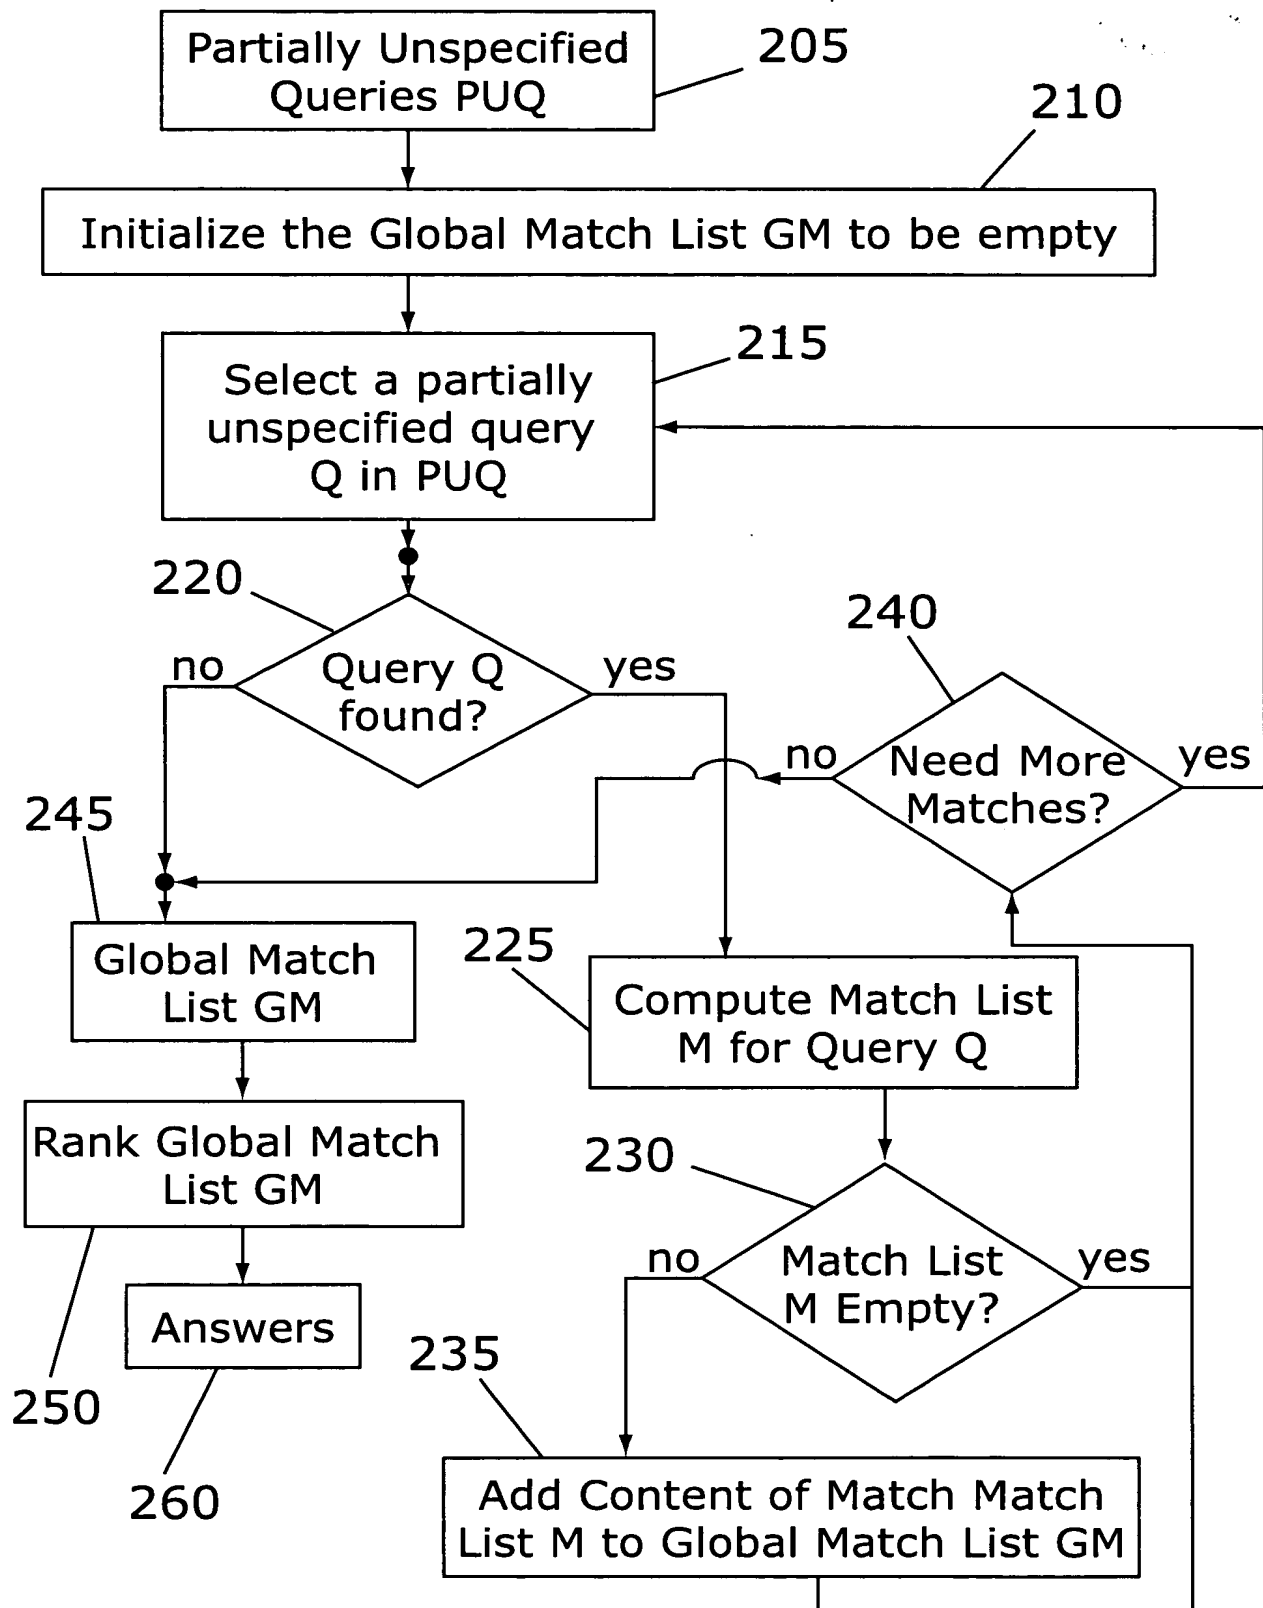 Partially Unspecified
Queries PUQ
205
210
Initialize the Global Match List GM to be empty
215
Select a partially
unspecified query
Q in PUQ
220
240
no
Query Q
found?
yes
no
Need More
Matches?
yes
245
Global Match
List GM
225
Compute Match List
M for Query Q
Rank Global Match
List GM
230
no
Match List
M Empty?
yes
Answers
235
250
260
Add Content of Match Match
List M to Global Match List GM